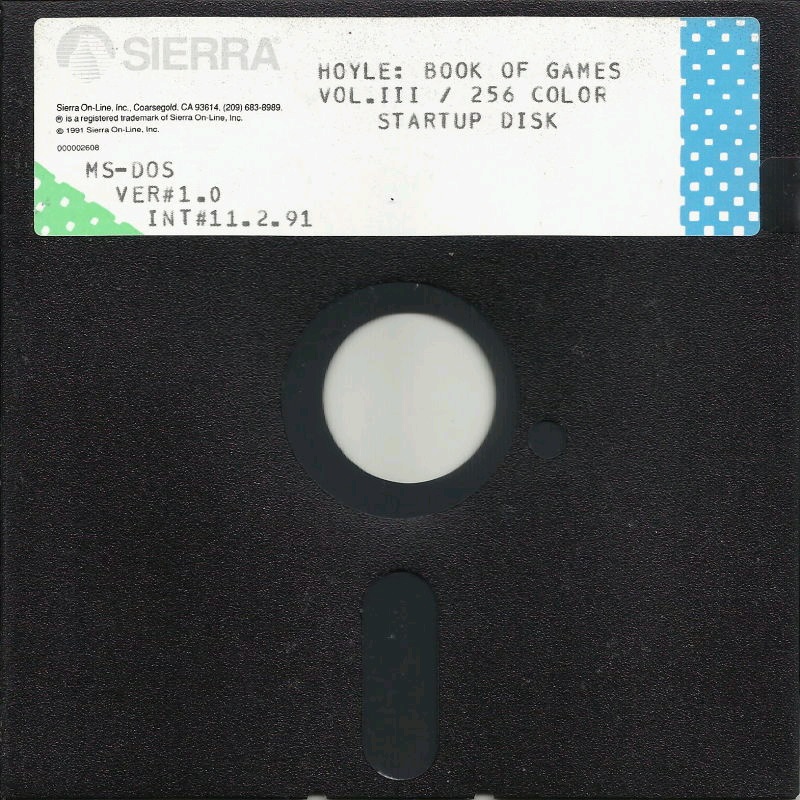 SIERRA®
HOYLE: BOOK OF GAMES
VOL.III / 256 COLOR
STARTUP DISK
Sierra On-Line, Inc., Coarsegold, CA 93614, (209) 683-8989.
® is a registered trademark of Sierra On-Line, Inc.
© 1991 Sierra On-Line, Inc.
000002608
MS-DOS
VER#1.0
INT#11.2.91